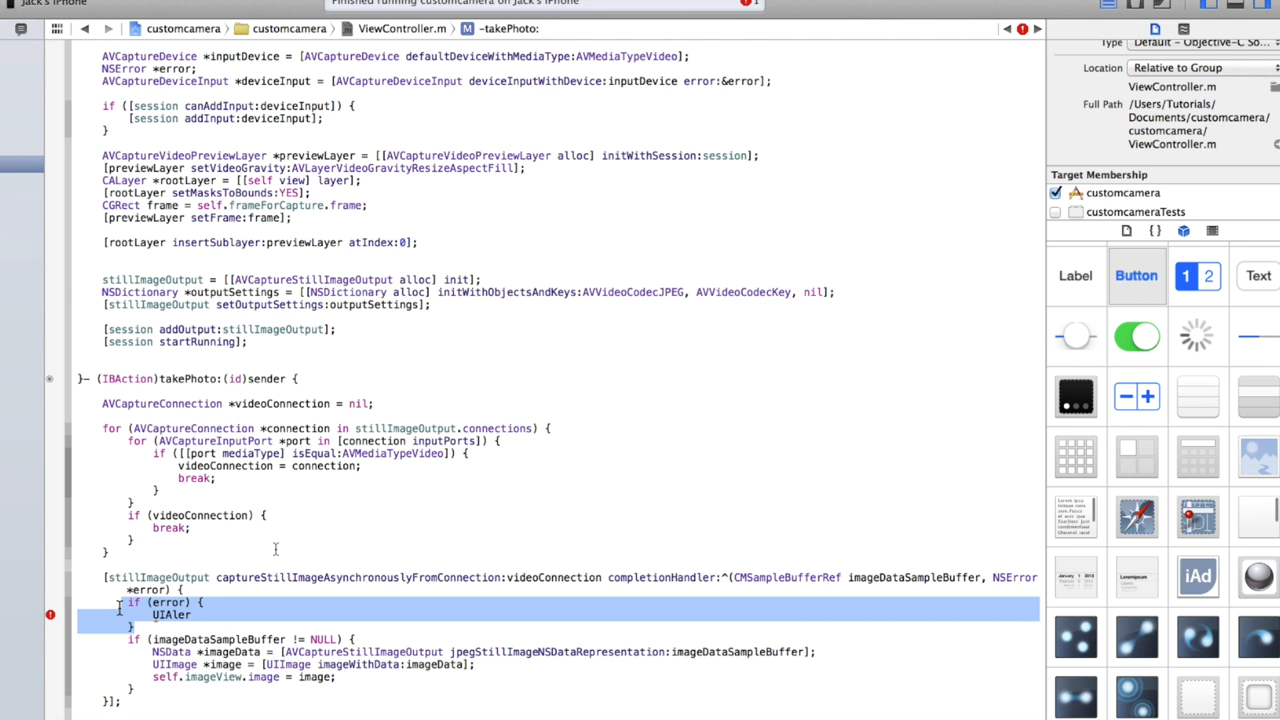 Jack's iPhone
Finished running customcamera on Jack's iPhone
1
customcamera
customcamera
ViewController.m
M
-takePhoto:
AVCaptureDevice *inputDevice = [AVCaptureDevice defaultDeviceWithMediaType:AVMediaTypeVideo];
NSError *error;
AVCaptureDeviceInput *deviceInput = [AVCaptureDeviceInput deviceInputWithDevice:inputDevice error:&error];
if ([session canAddInput:deviceInput]) {
[session addInput:deviceInput];
}
AVCaptureVideoPreviewLayer *previewLayer = [[AVCaptureVideoPreviewLayer alloc] initWithSession:session];
[previewLayer setVideoGravity:AVLayerVideoGravityResizeAspectFill];
CALayer *rootLayer = [[self view] layer];
[rootLayer setMasksToBounds:YES];
CGRect frame = self.frameForCapture.frame;
[previewLayer setFrame:frame];
[rootLayer insertSublayer:previewLayer atIndex:0];
stillImageOutput = [[AVCaptureStillImageOutput alloc] init];
NSDictionary *outputSettings = [[NSDictionary alloc] initWithObjectsAndKeys:AVVideoCodecJPEG, AVVideoCodecKey, nil];
[stillImageOutput setOutputSettings:outputSettings];
[session addOutput:stillImageOutput];
[session startRunning];
}- (IBAction)takePhoto:(id)sender {
AVCaptureConnection *videoConnection = nil;
for (AVCaptureConnection *connection in stillImageOutput.connections) {
for (AVCaptureInputPort *port in [connection inputPorts]) {
if ([[port mediaType] isEqual:AVMediaTypeVideo]) {
videoConnection = connection;
break;
}
}
if (videoConnection) {
break;
}
}
[stillImageOutput captureStillImageAsynchronouslyFromConnection:videoConnection completionHandler:^(CMSampleBufferRef imageDataSampleBuffer, NSError
*error) {
if (error) {
UIAler
}
if (imageDataSampleBuffer != NULL) {
NSData *imageData = [AVCaptureStillImageOutput jpegStillImageNSDataRepresentation:imageDataSampleBuffer];
UIImage *image = [UIImage imageWithData:imageData];
self.imageView.image = image;
}
}];
Type Default - Objective-C So...
Location Relative to Group
ViewController.m
Full Path /Users/Tutorials/
Documents/customcamera/
customcamera/
ViewController.m
Target Membership
customcamera
customcameraTests
{ }
Label
Button
1 2
Text
iAd